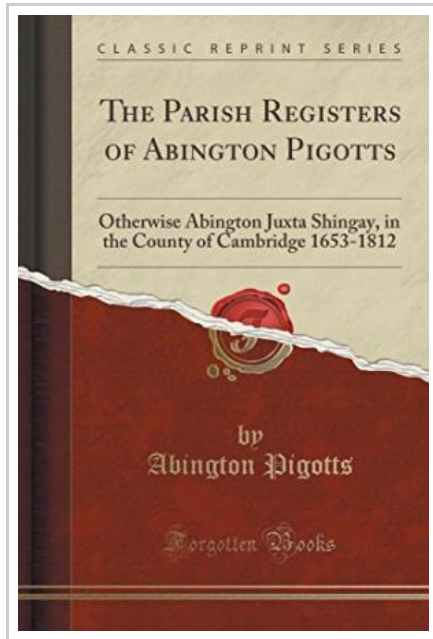 CLASSIC REPRINT SERIES
THE PARISH REGISTERS
OF ABINGTON PIGOTTS
Otherwise Abington Juxta Shingay, in
the County of Cambridge 1653-1812
by
Abington Pigotts
Forgotten Books